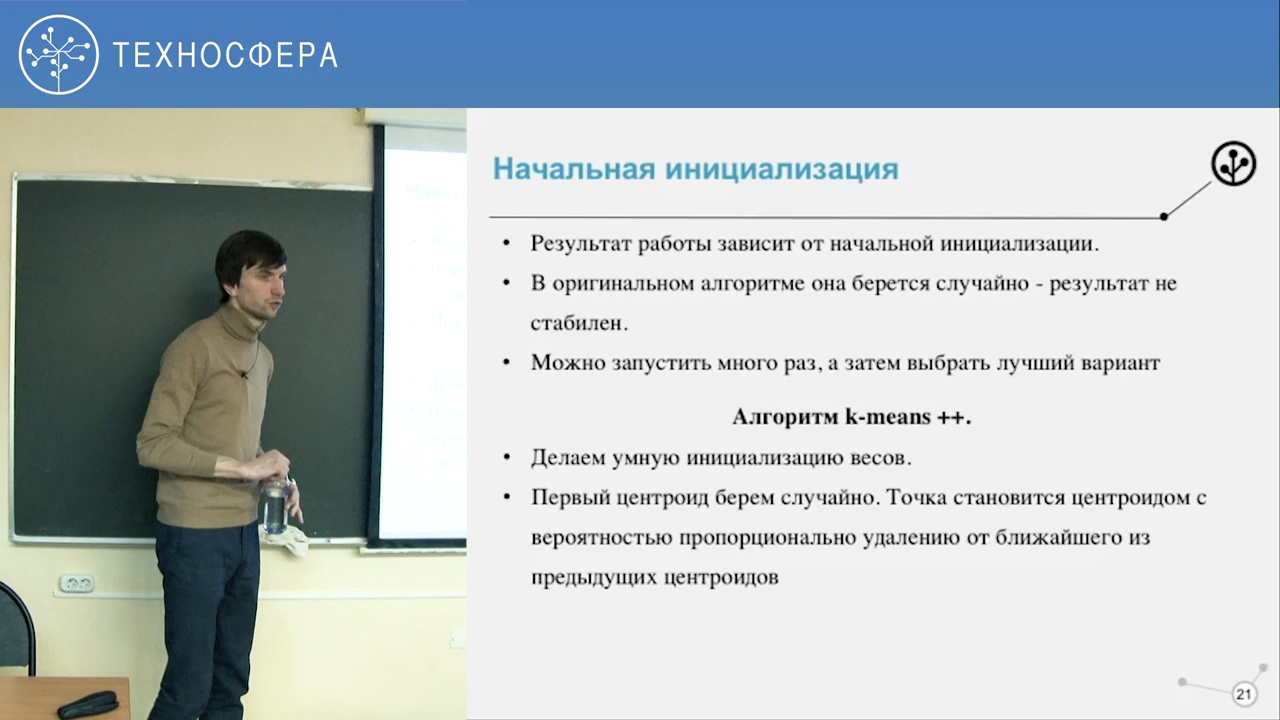 ТЕХНОСФЕРА
Начальная инициализация
• Результат работы зависит от начальной инициализации.
• В оригинальном алгоритме она берется случайно - результат не
стабилен.
• Можно запустить много раз, а затем выбрать лучший вариант
Алгоритм k-means ++.
• Делаем умную инициализацию весов.
• Первый центроид берем случайно. Точка становится центроидом с
вероятностью пропорционально удалению от ближайшего из
предыдущих центроидов
21